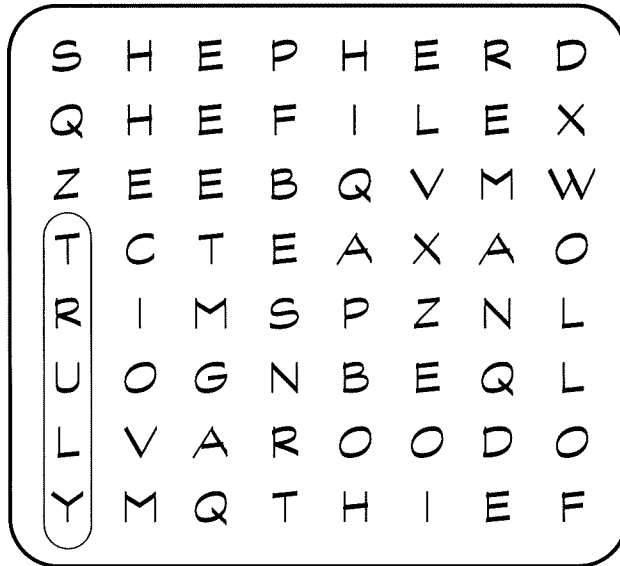 S H E P H E R D
Q H E F I L E X
Z E E B Q V M W
T C T E A X A O
R I M S P Z N L
U O G N B E Q L
L V A R O O D O
Y M Q T H I E F